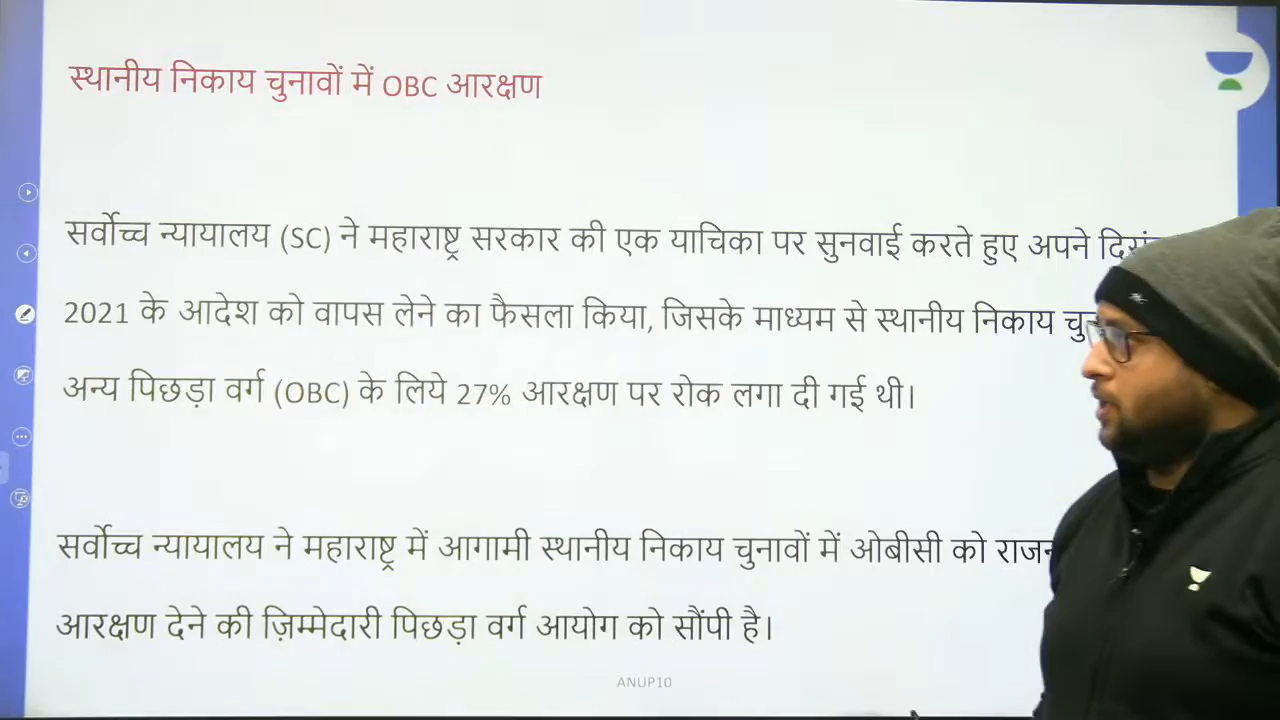 स्थानीय निकाय चुनावों में OBC आरक्षण
सर्वोच्च न्यायालय (SC) ने महाराष्ट्र सरकार की एक याचिका पर सुनवाई करते हुए अपने
2021 के आदेश को वापस लेने का फैसला किया, जिसके माध्यम से स्थानीय निकाय
अन्य पिछड़ा वर्ग (OBC) के लिये 27% आरक्षण पर रोक लगा दी गई थी।
सर्वोच्च न्यायालय ने महाराष्ट्र में आगामी स्थानीय निकाय चुनावों में ओबीसी को
आरक्षण देने की ज़िम्मेदारी पिछड़ा वर्ग आयोग को सौंपी है।
ANUP10